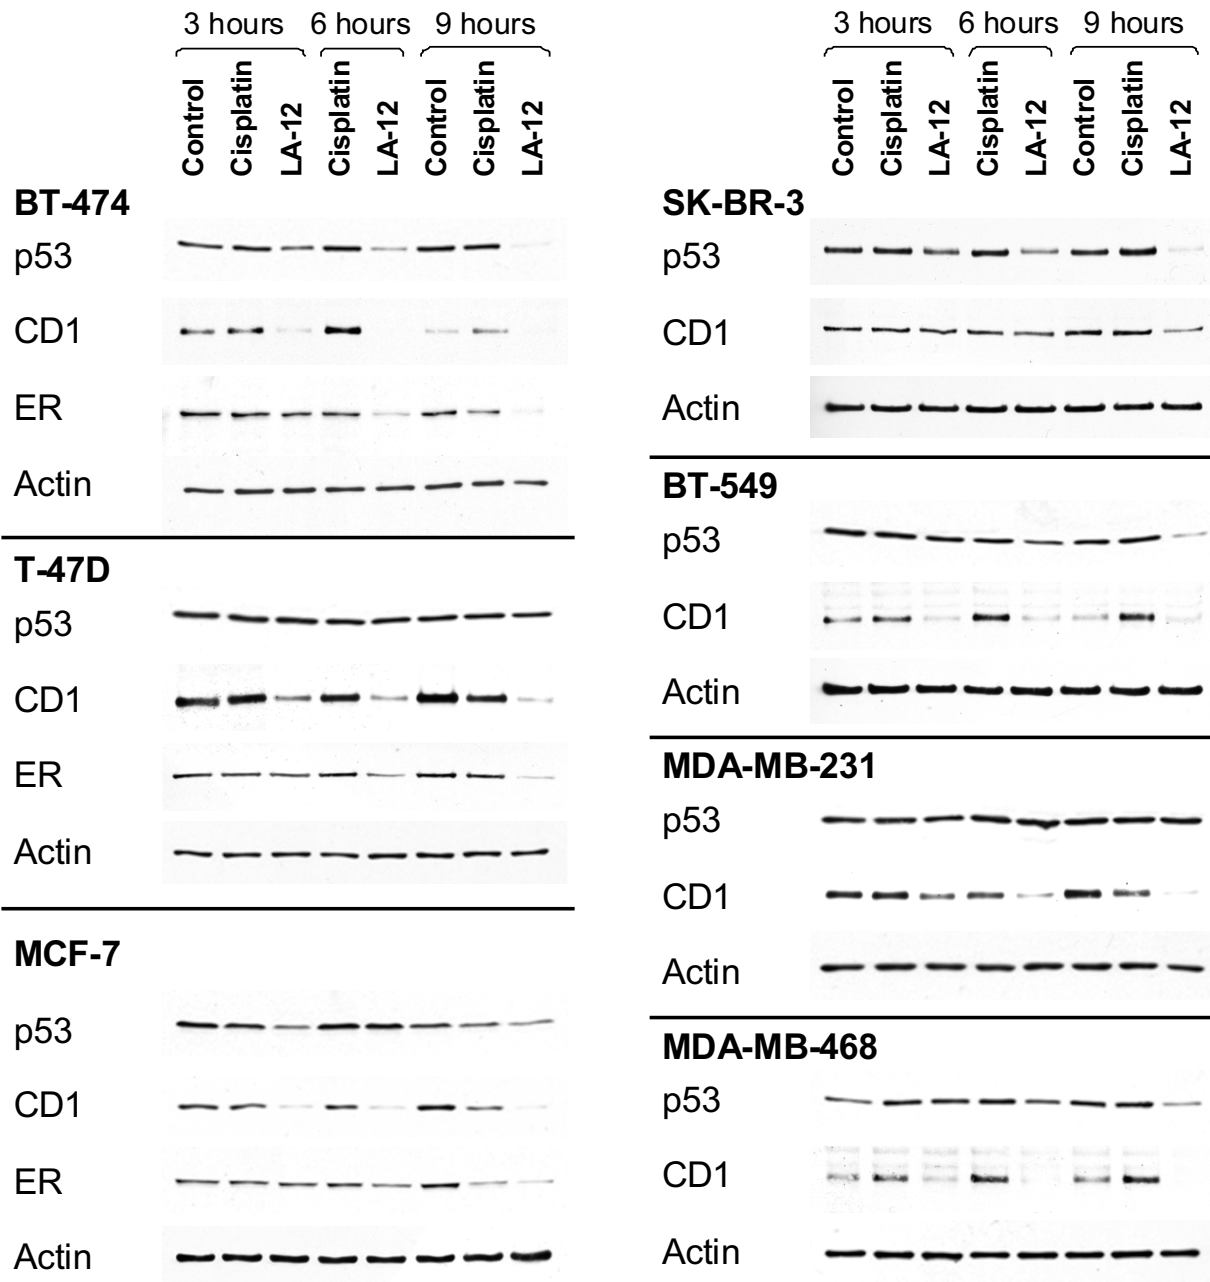 3 hours 6 hours 9 hours
Control Cisplatin LA-12 Cisplatin LA-12 Control Cisplatin LA-12
BT-474
p53
CD1
ER
Actin
T-47D
p53
CD1
ER
Actin
MCF-7
p53
CD1
ER
Actin
3 hours 6 hours 9 hours
Control Cisplatin LA-12 Cisplatin LA-12 Control Cisplatin LA-12
SK-BR-3
p53
CD1
Actin
BT-549
p53
CD1
Actin
MDA-MB-231
p53
CD1
Actin
MDA-MB-468
p53
CD1
Actin